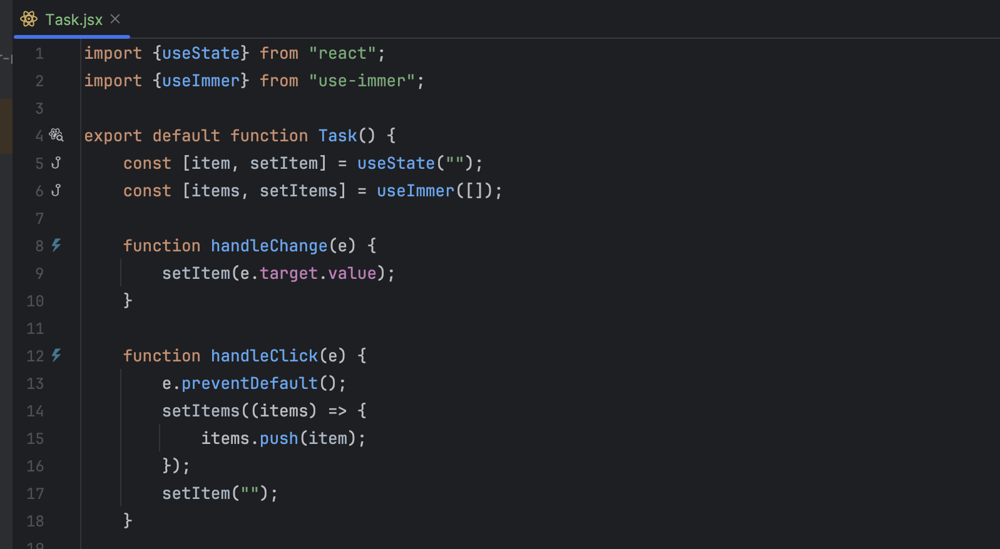 Task.jsx
1 import {useState} from "react";
2 import {useImmer} from "use-immer";
3
4 export default function Task() {
5     const [item, setItem] = useState("");
6     const [items, setItems] = useImmer([]);
7
8     function handleChange(e) {
9         setItem(e.target.value);
10     }
11
12     function handleClick(e) {
13         e.preventDefault();
14         setItems((items) => {
15             items.push(item);
16         });
17         setItem("");
18     }
19